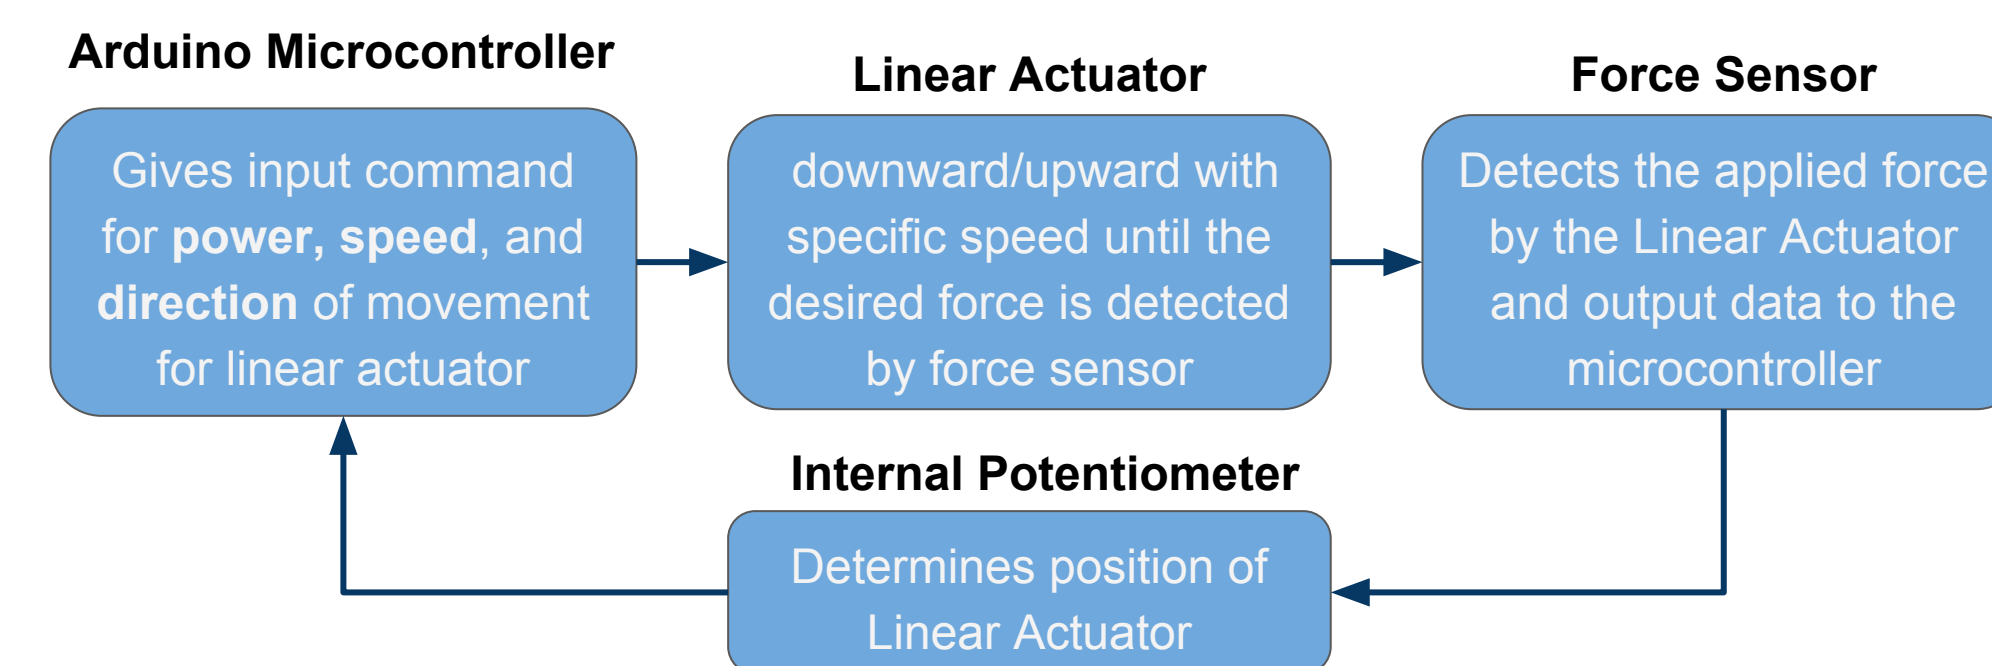 Arduino Microcontroller
Gives input command
for power, speed, and
direction of movement
for linear actuator
Linear Actuator
downward/upward with
specific speed until the
desired force is detected
by force sensor
Force Sensor
Detects the applied force
by the Linear Actuator
and output data to the
microcontroller
Internal Potentiometer
Determines position of
Linear Actuator